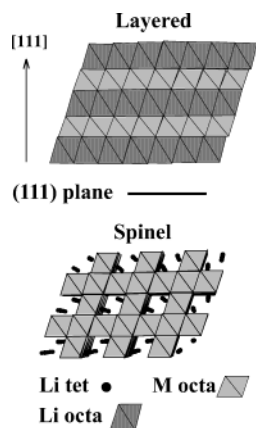 Layered
[111]
(111) plane
Spinel
Li tet
M octa
Li octa